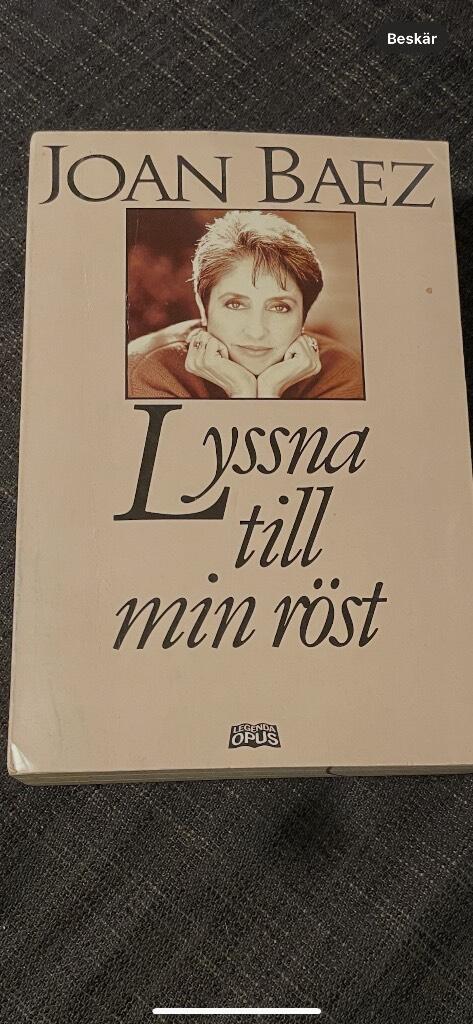 Beskär
JOAN BAEZ
Lyssna
till
min röst
LEGENDA
OPUS